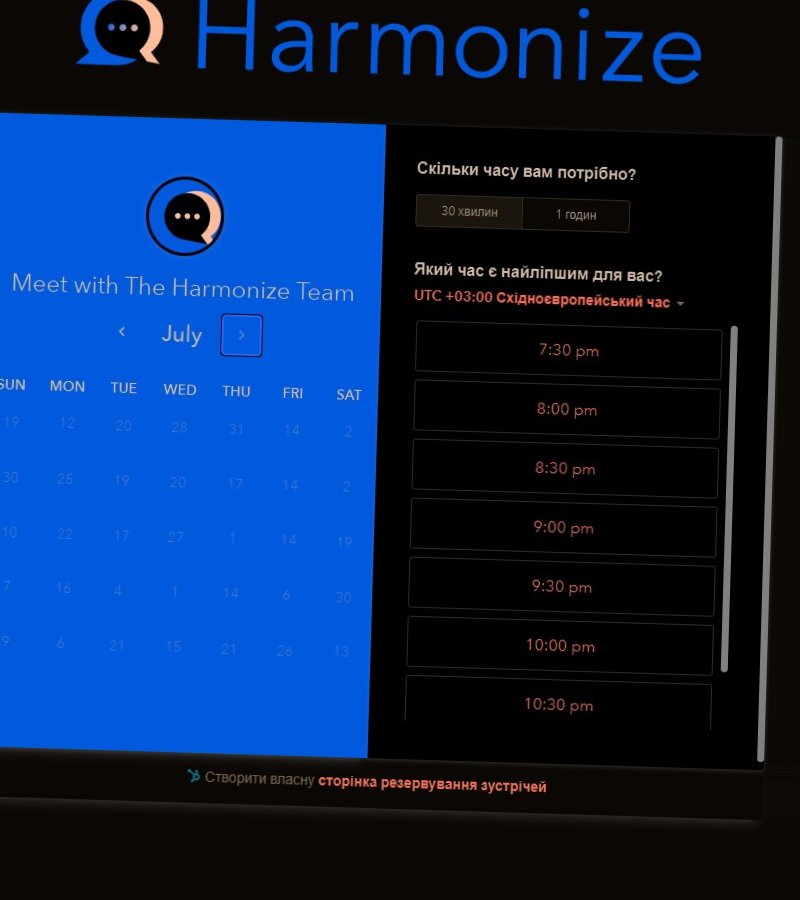 Harmonize
Meet with The Harmonize Team
July
SUN MON TUE WED THU FRI SAT
19 12 20 28 31 14 2
30 25 19 20 17 14 2
10 22 17 27 1 14 19
7 16 4 1 14 6 30
9 6 21 15 21 26 13
Скільки часу вам потрібно?
30 хвилин 1 годин
Який час є найліпшим для вас?
UTC +03:00 Східноєвропейський час
7:30 pm
8:00 pm
8:30 pm
9:00 pm
9:30 pm
10:00 pm
10:30 pm
Створити власну сторінка резервування зустрічей